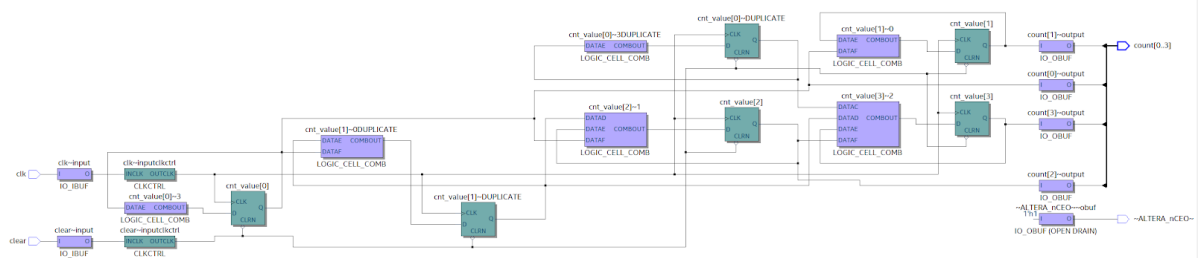 cnt_value[0]~DUPLICATE
cnt_value[1]
cnt_value[0]~3DUPLICATE
cnt_value[1]~0
count[1]~output
CLK
Q
CLRN
DATAE COMBOUT
DATAF
LOGIC_CELL_COMB
DATAE COMBOUT
DATAF
LOGIC_CELL_COMB
CLK
D
Q
CLRN
I O
IO_OBUF
count[0..3]
count[0]~output
I O
IO_OBUF
cnt_value[2]~1
cnt_value[2]
cnt_value[3]~2
cnt_value[3]
count[3]~output
DATAD
DATAE COMBOUT
DATAF
LOGIC_CELL_COMB
CLK
D
Q
CLRN
DATAC
DATAD COMBOUT
DATAE
DATAF
LOGIC_CELL_COMB
CLK
D
Q
CLRN
I O
IO_OBUF
cnt_value[1]~0DUPLICATE
DATAE COMBOUT
DATAF
LOGIC_CELL_COMB
clk
clk~input
I O
IO_IBUF
clk~inputclkctrl
INCLK OUTCLK
CLKCTRL
cnt_value[0]
CLK
D
Q
CLRN
cnt_value[0]~3
DATAE COMBOUT
LOGIC_CELL_COMB
cnt_value[1]~DUPLICATE
CLK
D
Q
CLRN
count[2]~output
I O
IO_OBUF
~ALTERA_nCEO~~obuf
1'h1
I O
IO_OBUF (OPEN DRAIN)
~ALTERA_nCEO~
clear
clear~input
I O
IO_IBUF
clear~inputclkctrl
INCLK OUTCLK
CLKCTRL